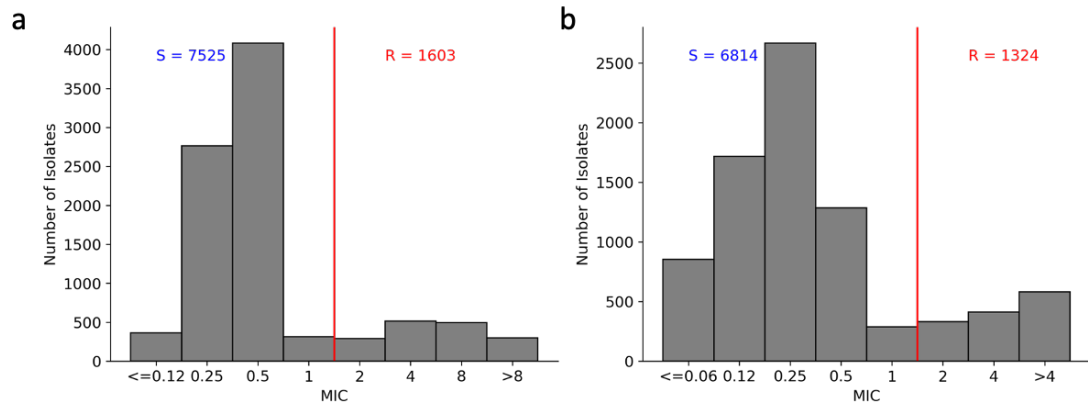 a
S = 7525
R = 1603
Number of Isolates
4000
3500
3000
2500
2000
1500
1000
500
0
<=0.12 0.25 0.5 1 2 4 8 >8
MIC
b
S = 6814
R = 1324
Number of Isolates
2500
2000
1500
1000
500
0
<=0.06 0.12 0.25 0.5 1 2 4 >4
MIC